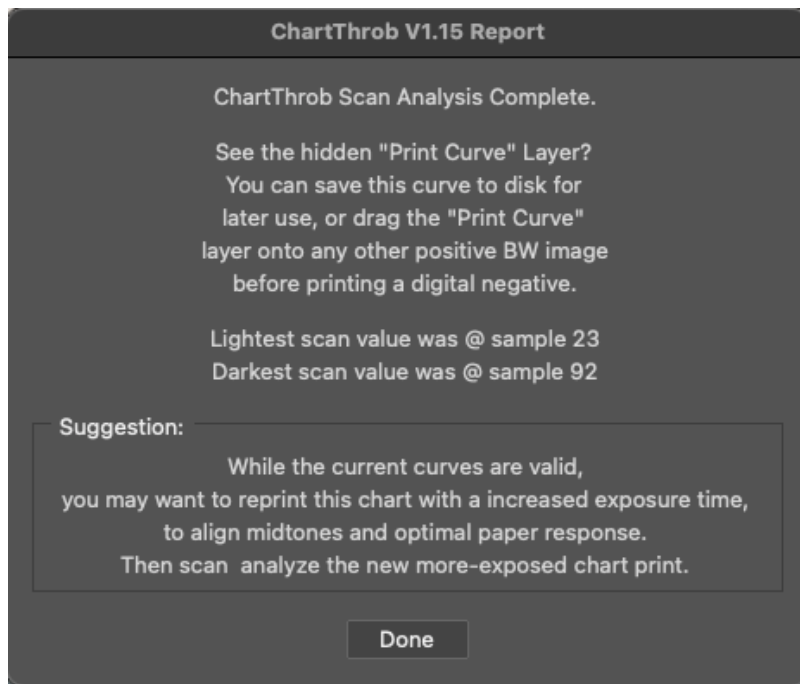 ChartThrob V1.15 Report
ChartThrob Scan Analysis Complete.
See the hidden "Print Curve" Layer?
You can save this curve to disk for
later use, or drag the "Print Curve"
layer onto any other positive BW image
before printing a digital negative.
Lightest scan value was @ sample 23
Darkest scan value was @ sample 92
Suggestion:
While the current curves are valid,
you may want to reprint this chart with a increased exposure time,
to align midtones and optimal paper response.
Then scan  analyze the new more-exposed chart print.
Done